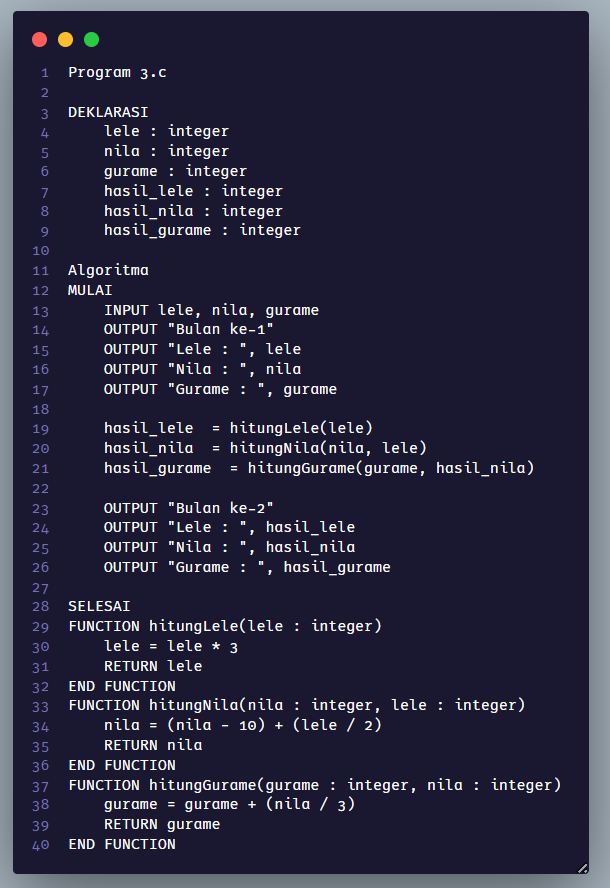 1 Program 3.c
2
3 DEKLARASI
4     lele : integer
5     nila : integer
6     gurame : integer
7     hasil_lele : integer
8     hasil_nila : integer
9     hasil_gurame : integer
10
11 Algoritma
12 MULAI
13     INPUT lele, nila, gurame
14     OUTPUT "Bulan ke-1"
15     OUTPUT "Lele : ", lele
16     OUTPUT "Nila : ", nila
17     OUTPUT "Gurame : ", gurame
18
19     hasil_lele  = hitungLele(lele)
20     hasil_nila  = hitungNila(nila, lele)
21     hasil_gurame  = hitungGurame(gurame, hasil_nila)
22
23     OUTPUT "Bulan ke-2"
24     OUTPUT "Lele : ", hasil_lele
25     OUTPUT "Nila : ", hasil_nila
26     OUTPUT "Gurame : ", hasil_gurame
27
28 SELESAI
29 FUNCTION hitungLele(lele : integer)
30     lele = lele * 3
31     RETURN lele
32 END FUNCTION
33 FUNCTION hitungNila(nila : integer, lele : integer)
34     nila = (nila - 10) + (lele / 2)
35     RETURN nila
36 END FUNCTION
37 FUNCTION hitungGurame(gurame : integer, nila : integer)
38     gurame = gurame + (nila / 3)
39     RETURN gurame
40 END FUNCTION